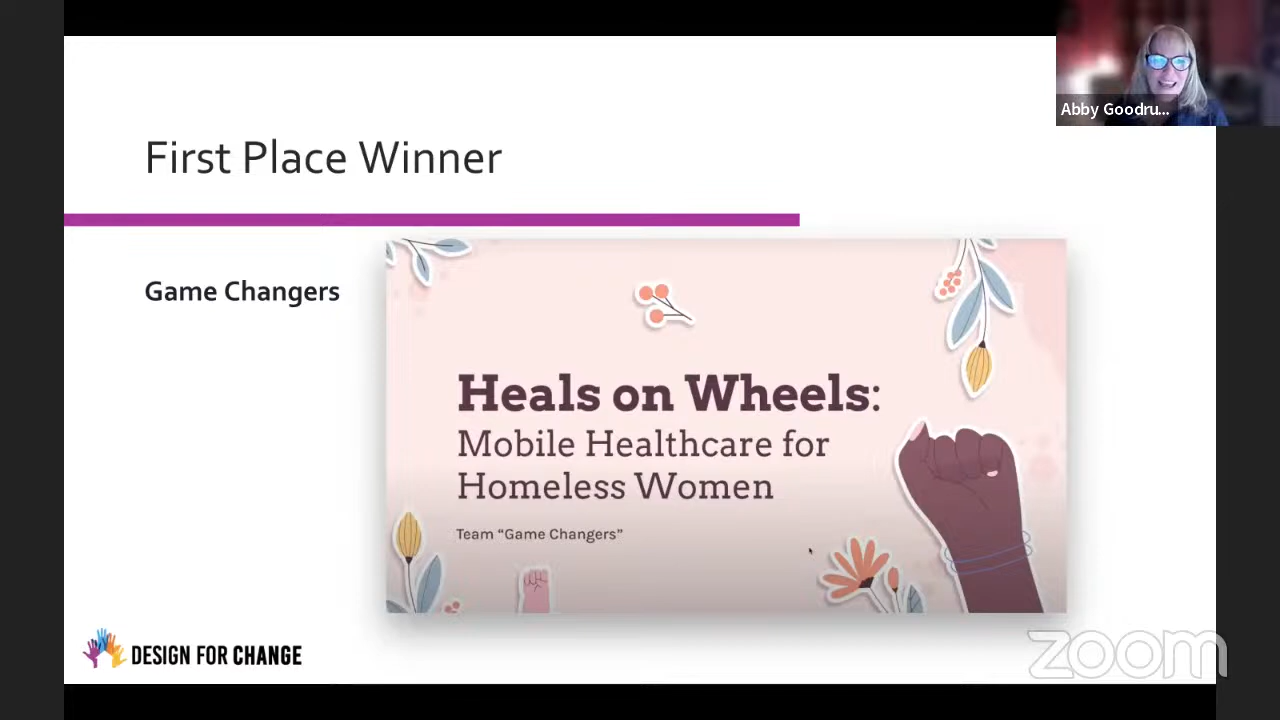 Abby Goodru...
First Place Winner
Game Changers
Heals on Wheels:
Mobile Healthcare for
Homeless Women
Team “Game Changers”
DESIGN FOR CHANGE
zoom